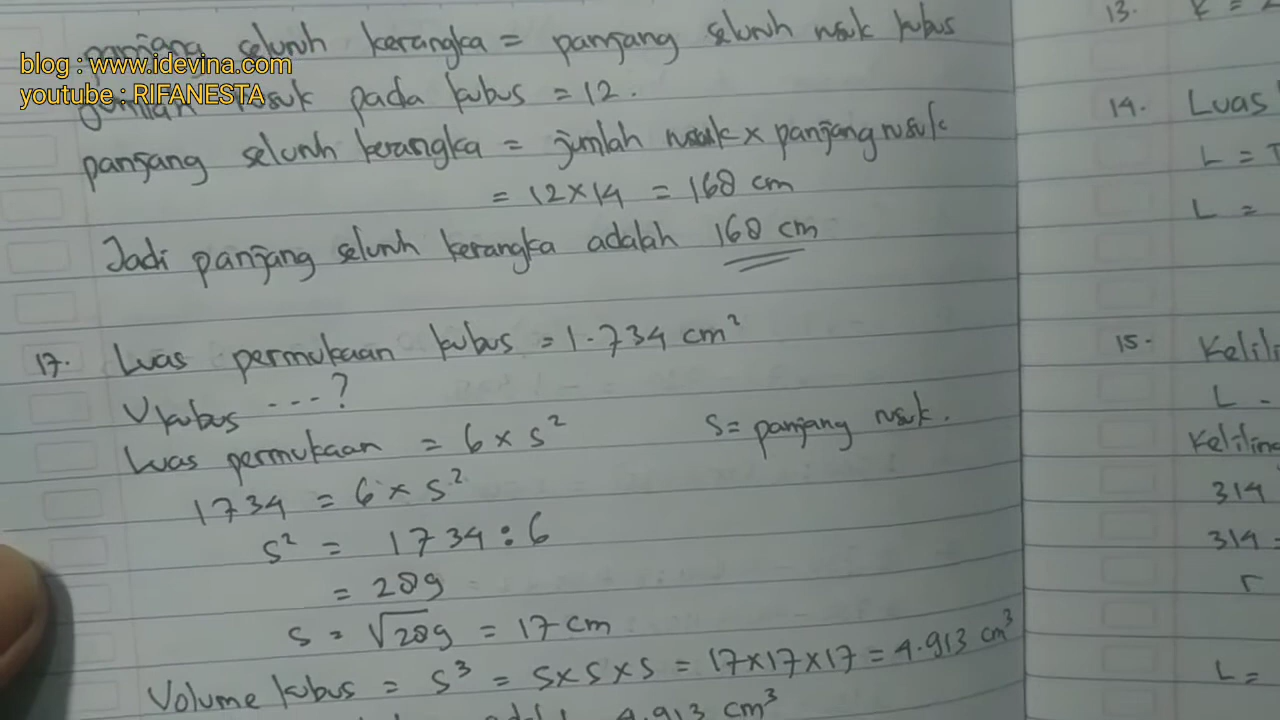 panjang seluruh kerangka = panjang seluruh rusuk kubus
blog : www.idevina.com
youtube : RIFANESTA
jumlah rusuk pada kubus = 12.
panjang seluruh kerangka = jumlah rusuk x panjang rusuk
= 12 x 14 = 168 cm
Jadi panjang seluruh kerangka adalah 168 cm
17. Luas permukaan kubus = 1.734 cm²
V kubus ---?
Luas permukaan = 6 x s²
s = panjang rusuk.
1734 = 6 x s²
s² = 1734 : 6
= 289
s = √289 = 17 cm
Volume kubus = s³ = s x s x s = 17 x 17 x 17 = 4.913 cm³
4.913 cm³
13. K =
14. Luas
L =
L =
15. Kelili
L =
Keliling
314
314 =
r
L =